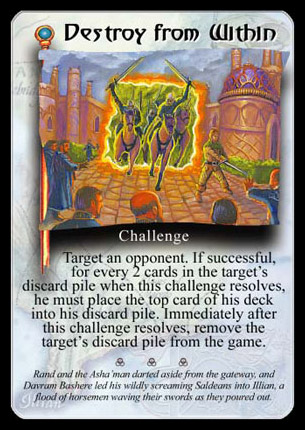 Destroy from Within
Challenge
Target an opponent. If successful,
for every 2 cards in the target's
discard pile when this challenge resolves,
he must place the top card of his deck
into his discard pile. Immediately after
this challenge resolves, remove the
target's discard pile from the game.
Rand and the Asha'man darted aside from the gateway, and
Davram Bashere led his wildly screaming Saldeans into Illian, a
flood of horsemen waving their swords as they poured out.